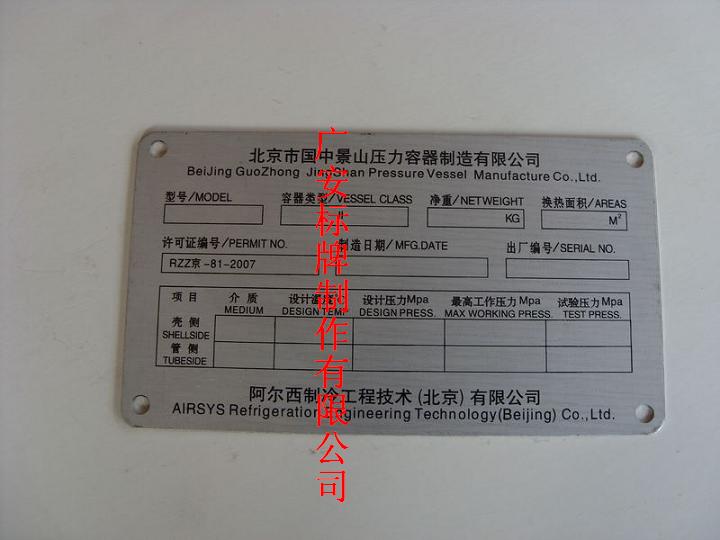 北京市国中景山压力容器制造有限公司
BeiJing GuoZhong JingShan Pressure Vessel Manufacture Co.,Ltd.
型号/MODEL 容器类型/VESSEL CLASS 净重/NETWEIGHT 换热面积/AREAS
KG M²
许可证编号/PERMIT NO. 制造日期/MFG.DATE 出厂编号/SERIAL NO.
RZZ京-81-2007
项目 介质 设计温度 设计压力Mpa 最高工作压力Mpa 试验压力Mpa
MEDIUM DESIGN DESIGN PRESS. MAX WORKING PRESS. TEST PRESS.
壳侧
SHELLSIDE
管侧
TUBESIDE
阿尔西制冷工程技术(北京)有限公司
AIRSYS Refrigeration Engineering Technology(Beijing) Co.,Ltd.
广安标牌制作有限公司